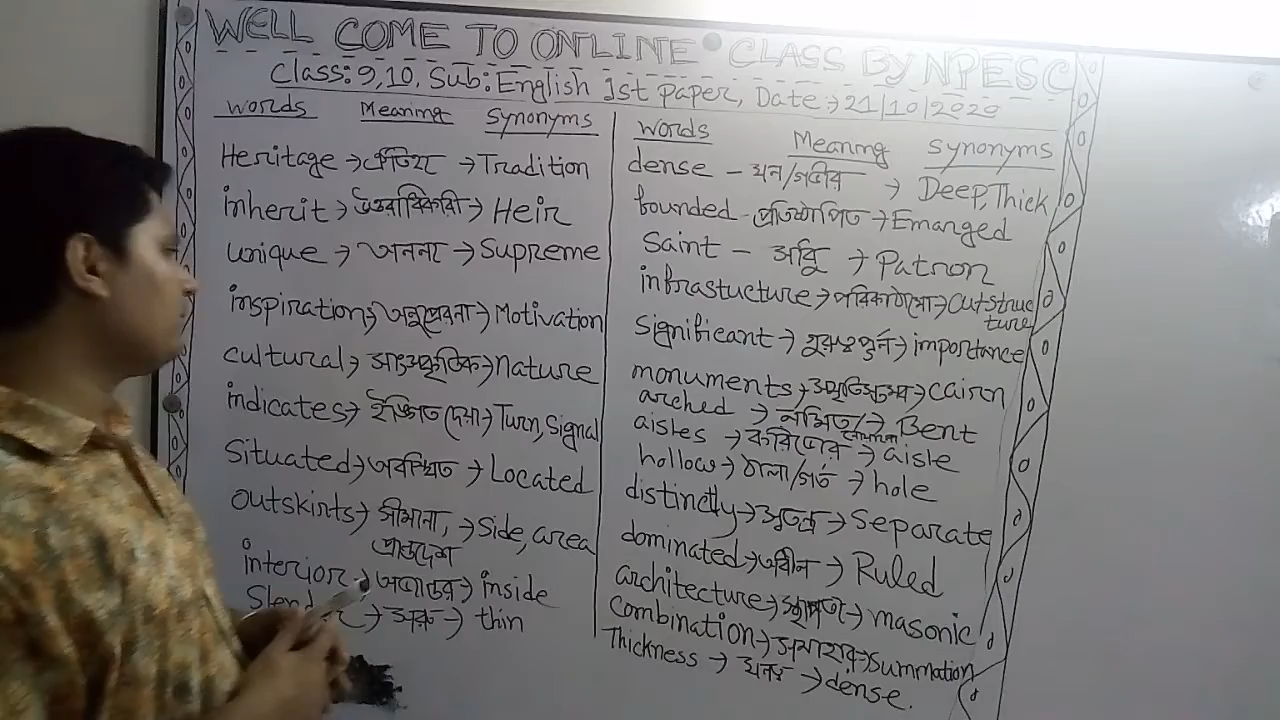 WELL COME TO ONLINE CLASS By NPESC
Class: 9,10, Sub: English 1st paper, Date → 21/10/2020
words Meaning Synonyms
Heritage → ঐতিহ্য → Tradition
inherit → উত্তরাধিকারী → Heir
unique → অনন্য → Supreme
inspiration → অনুপ্রেরনা → Motivation
cultural → সাংস্কৃতিক → nature
indicates → ইঙ্গিত দেয়া → Turn, Signal
Situated → অবস্থিত → Located
outskirts → সীমানা, → Side, area
প্রান্তদেশ
interior → অভ্যন্তর → inside
Slender → সরু → thin
words Meaning Synonyms
dense – ঘন/গভীর → Deep, Thick
founded - প্রতিষ্ঠাপিত → Emanged
Saint – সাধু → Patron
infrastucture → পরিকাঠামো → Cutstruc
ture
Significant → গুরুত্বপুর্ন → importance
monuments → স্মৃতিস্তম্ভ → Cairn
arched → → Bent
aisles → করিডোর → aisle
hollow → ফাঁলা/গর্ত → hole
distinctly → স্বতন্ত্র → Separate
dominated → অধীন → Ruled
architecture → স্থাপত্য → masonic
Combination → সমাহার → Summation
Thickness → ঘনত্ব → dense.